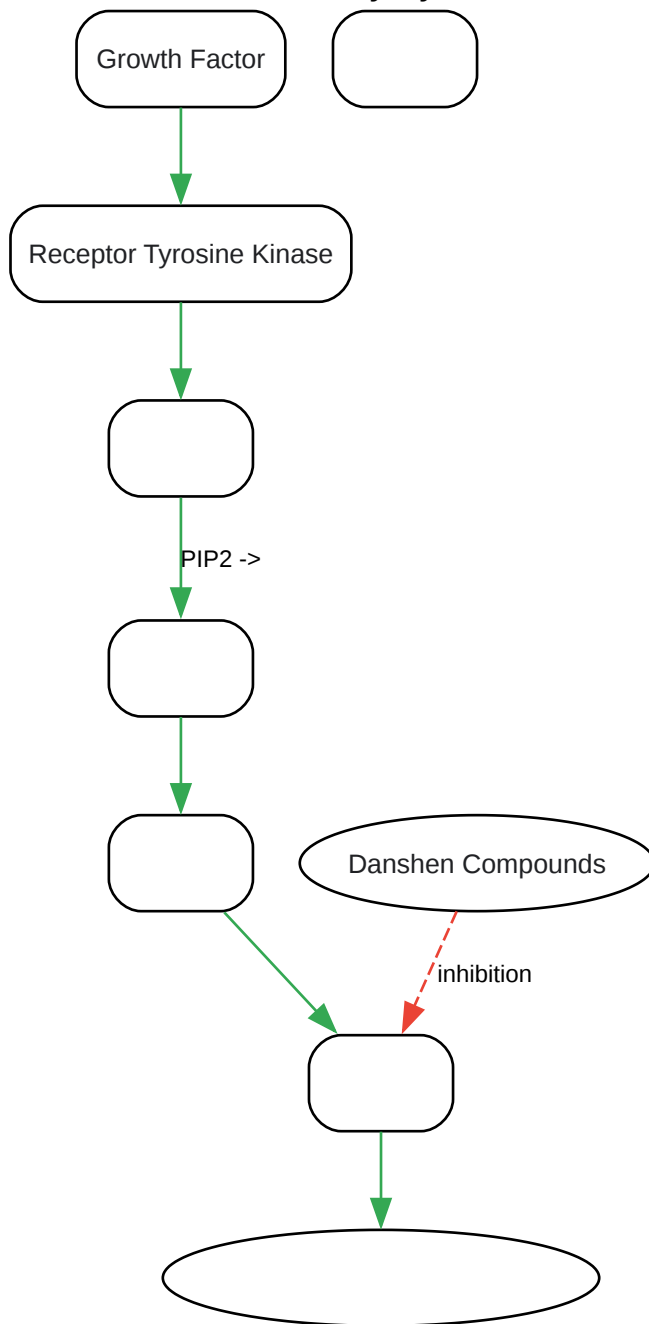 Growth Factor
Receptor Tyrosine Kinase
PIP2 ->
Danshen Compounds
inhibition